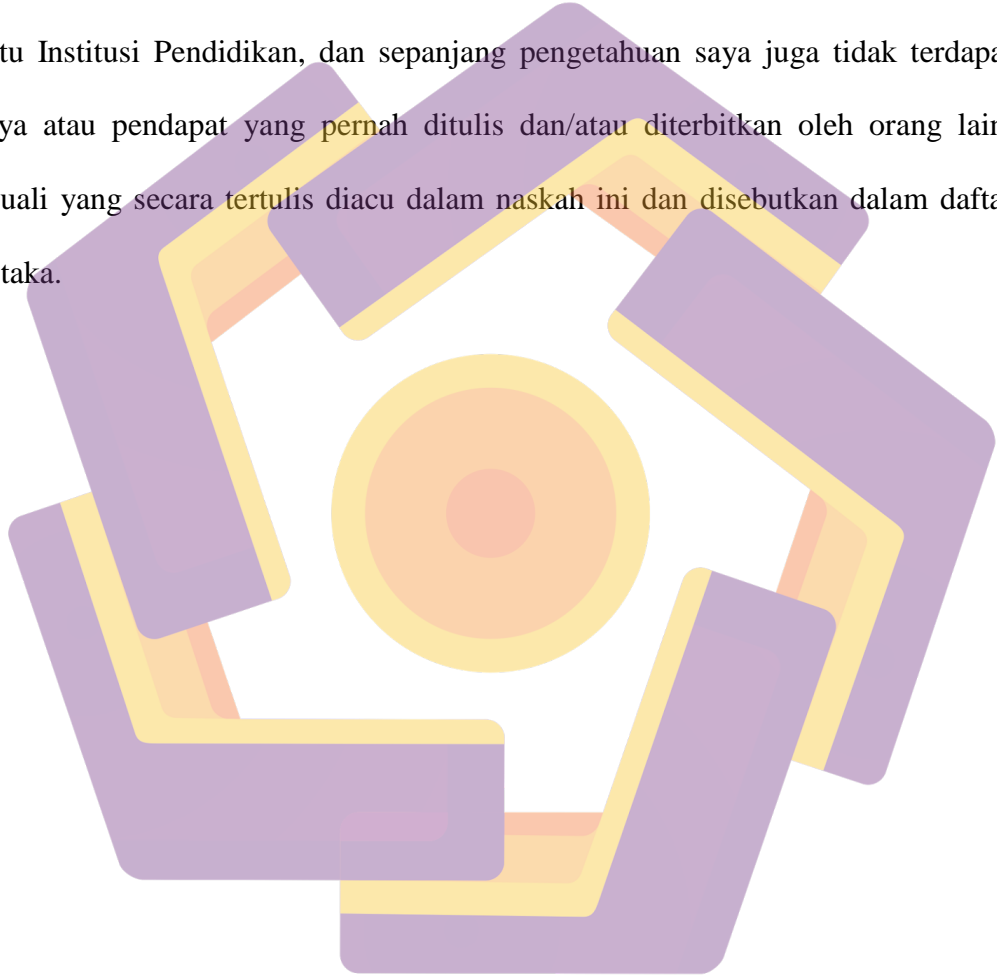 tu Institusi Pendidikan, dan sepanjang pengetahuan saya juga tidak terdapa
ya atau pendapat yang pernah ditulis dan/atau diterbitkan oleh orang lain
uali yang secara tertulis diacu dalam naskah ini dan disebutkan dalam dafta
taka.